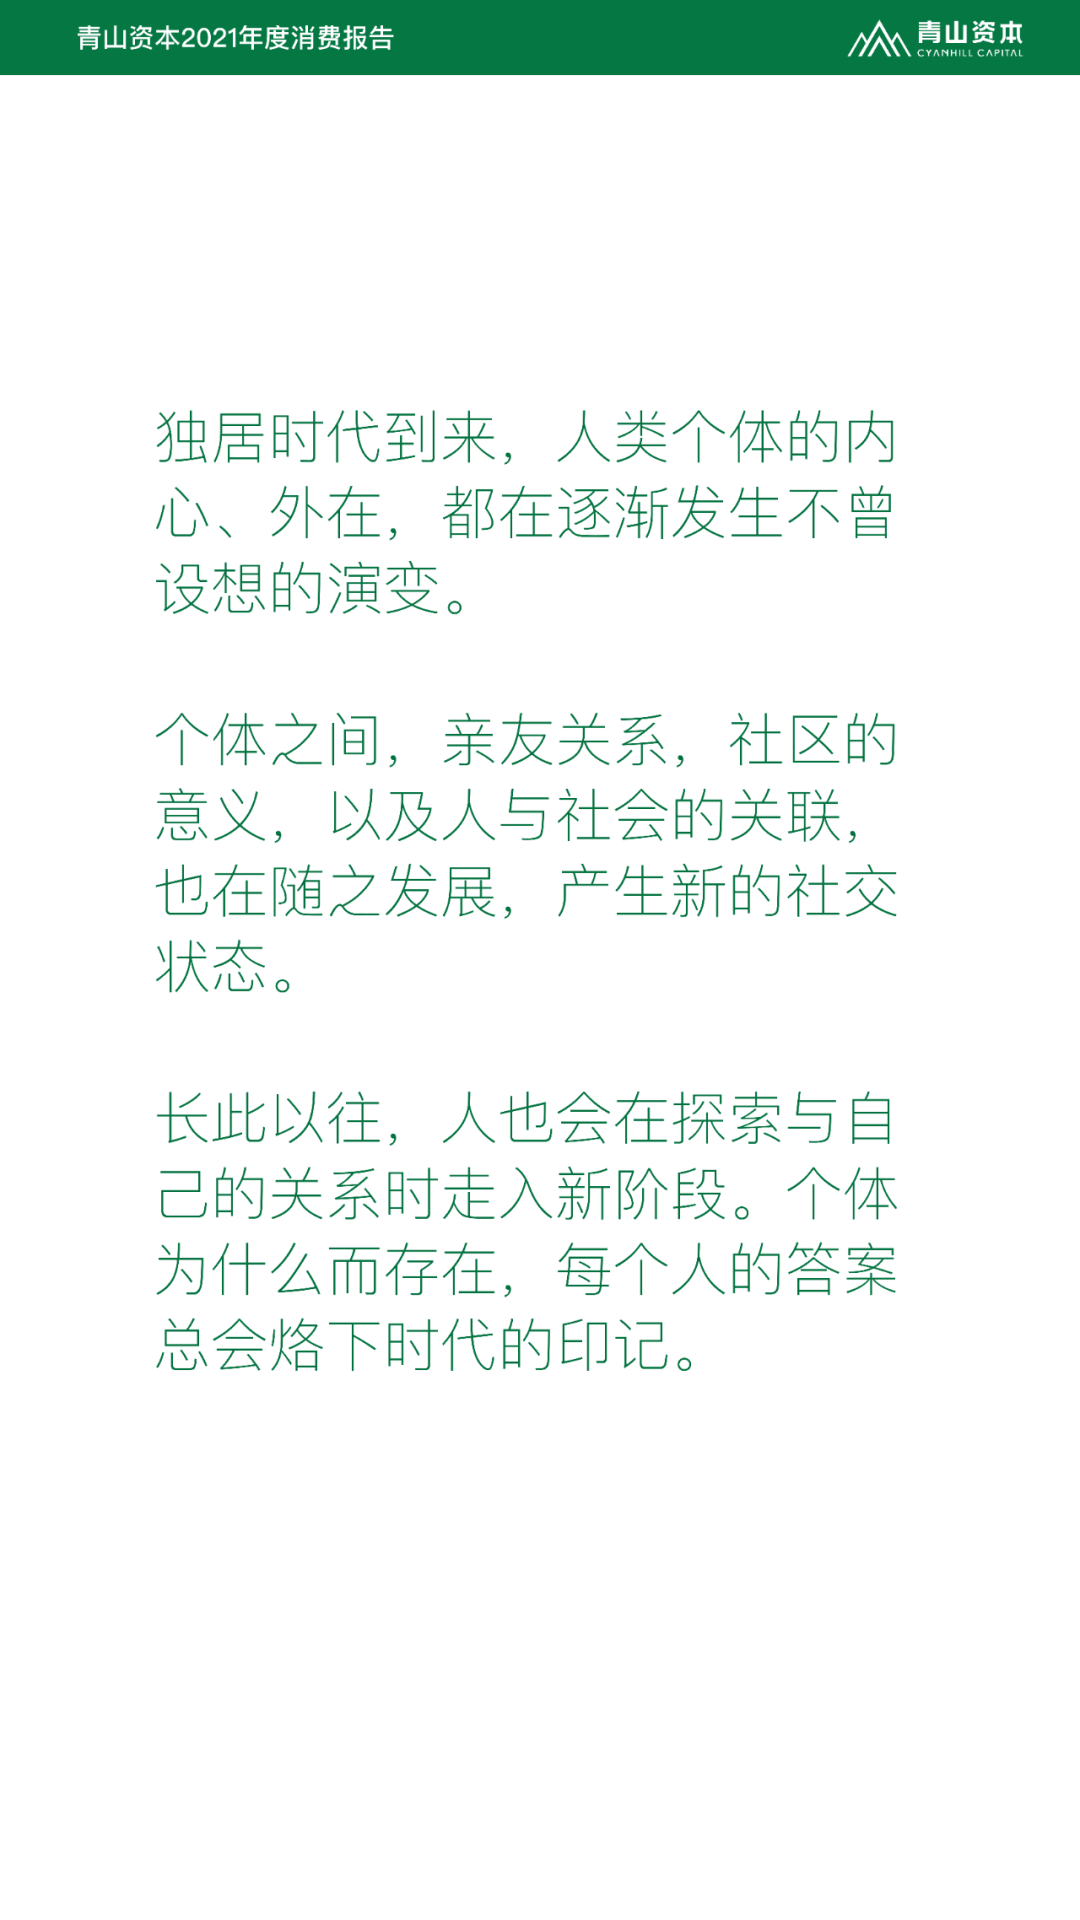 青山资本2021年度消费报告
青山资本
CYANHILL CAPITAL
独居时代到来，人类个体的内
心、外在，都在逐渐发生不曾
设想的演变。
个体之间，亲友关系，社区的
意义，以及人与社会的关联，
也在随之发展，产生新的社交
状态。
长此以往，人也会在探索与自
己的关系时走入新阶段。个体
为什么而存在，每个人的答案
总会烙下时代的印记。